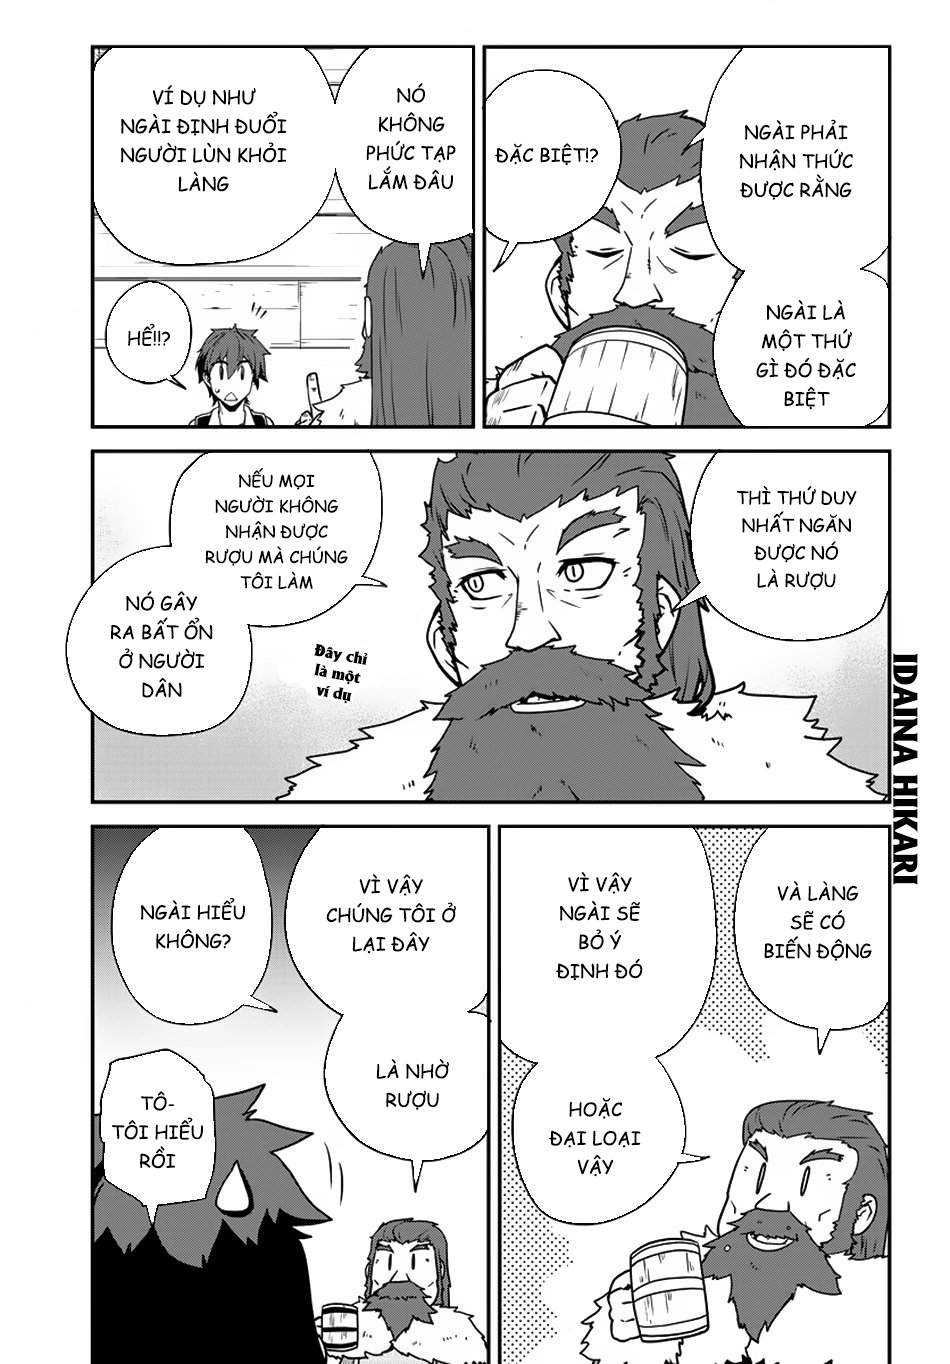 NGÀI PHẢI
NHẬN THỨC
ĐƯỢC RẰNG
NGÀI LÀ
MỘT THỨ
GÌ ĐÓ ĐẶC
BIỆT
ĐẶC BIỆT!?
NÓ
KHÔNG
PHỨC TẠP
LẮM ĐÂU
VÍ DỤ NHƯ
NGÀI ĐỊNH ĐUỔI
NGƯỜI LÙN KHỎI
LÀNG
HỂ!!?
THÌ THỨ DUY
NHẤT NGĂN
ĐƯỢC NÓ
LÀ RƯỢU
NẾU MỌI
NGƯỜI KHÔNG
NHẬN ĐƯỢC
RƯỢU MÀ CHÚNG
TÔI LÀM
NÓ GÂY
RA BẤT ỔN
Ở NGƯỜI
DÂN
Đây chỉ
là một
ví dụ
IDAINA HIKARI
VÀ LÀNG
SẼ CÓ
BIẾN ĐỘNG
VÌ VẬY
NGÀI SẼ
BỎ Ý
ĐỊNH ĐÓ
HOẶC
ĐẠI LOẠI
VẬY
VÌ VẬY
CHÚNG TÔI Ở
LẠI ĐÂY
LÀ NHỜ
RƯỢU
NGÀI HIỂU
KHÔNG?
TÔ-
TÔI HIỂU
RỒI